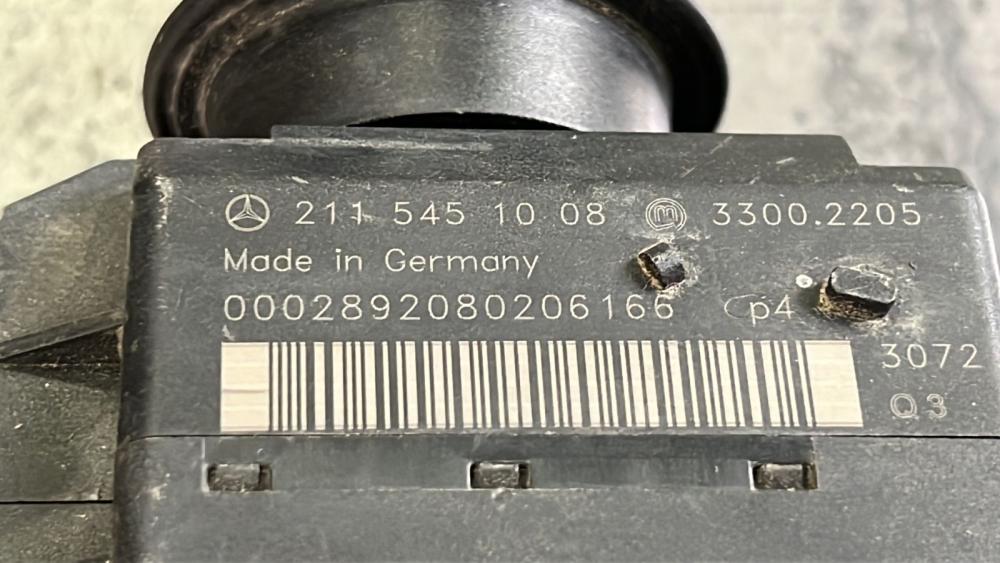 211 545 10 08 m 3300.2205
Made in Germany
0002892080206166 p4
3072
Q3